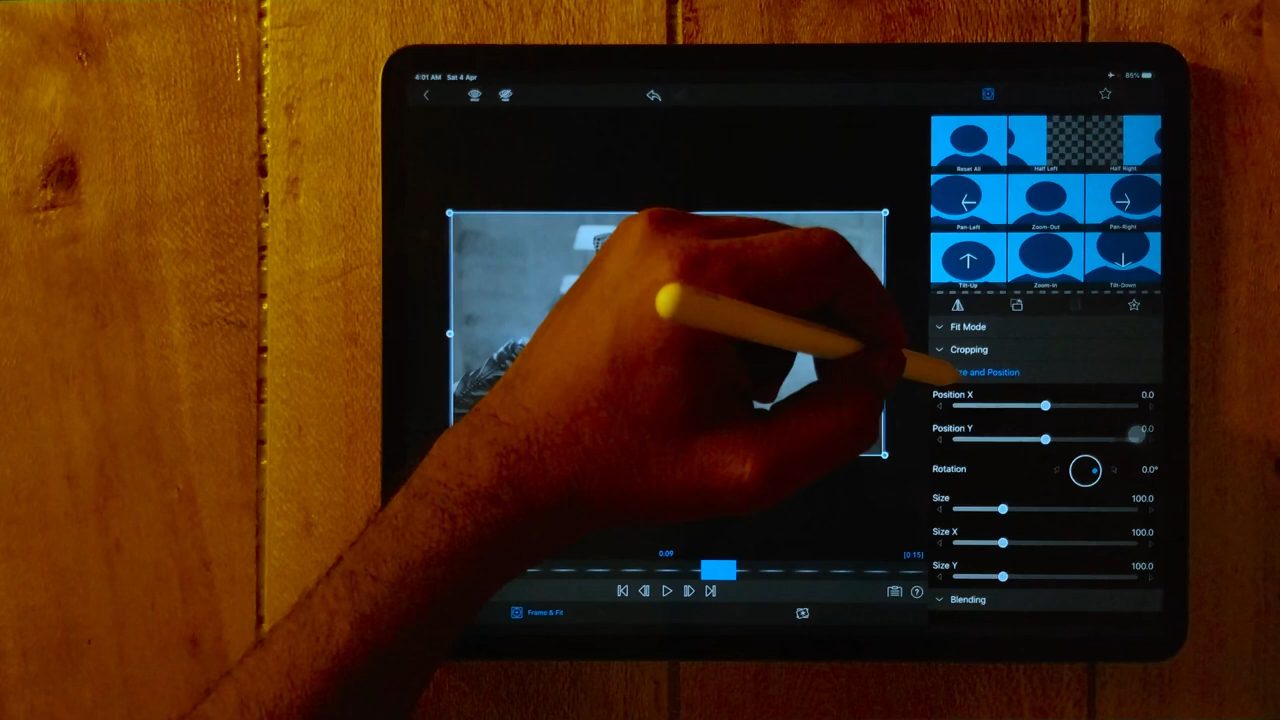 4:01 AM Sat 4 Apr
85%
Reset All Half Left Half Right
Pan-Left Zoom-Out Pan-Right
Tilt-Up Zoom-In Tilt-Down
Fit Mode
Cropping
and Position
Position X 0.0
Position Y 0.0
Rotation 0.0°
Size 100.0
Size X 100.0
Size Y 100.0
Blending
0.09 [0:15]
Frame & Fit